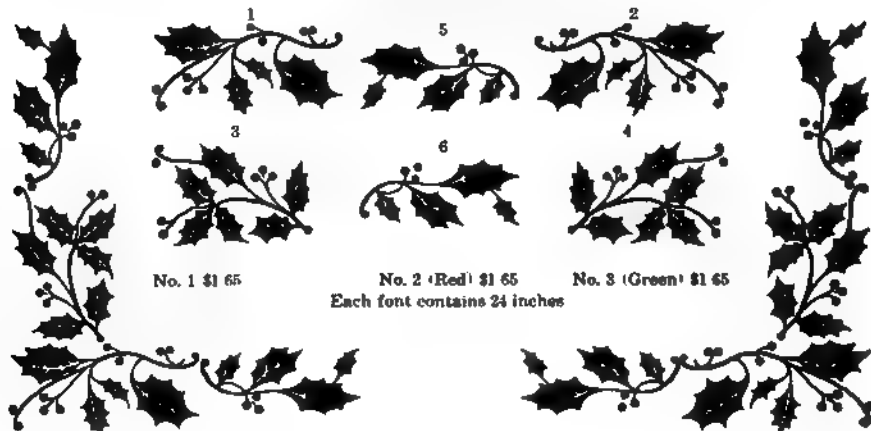 1 5 2
3 6 4
No. 1 $1 65 No. 2 (Red) $1 65 No. 3 (Green) $1 65
Each font contains 24 inches